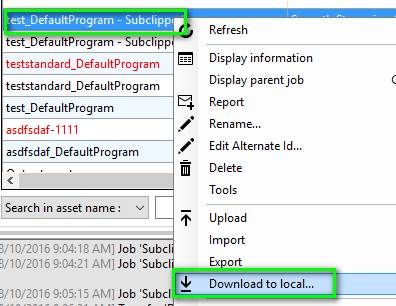 test_DefaultProgram - Subclippe
Refresh
test_DefaultProgram - Subclippe
Display information
teststandard_DefaultProgram
Display parent job
teststandard_DefaultProgram
Report
test_DefaultProgram
Rename...
asdfsdaf-1111
Edit Alternate Id...
asdfsdaf_DefaultProgram
Delete
Tools
Search in asset name :
Upload
Import
8/10/2016 9:04:18 AM] Job 'Subcli
Export
8/10/2016 9:04:21 AM] Job 'Subcli
Download to local...
8/10/2016 9:05:15 AM] Job 'Subcli